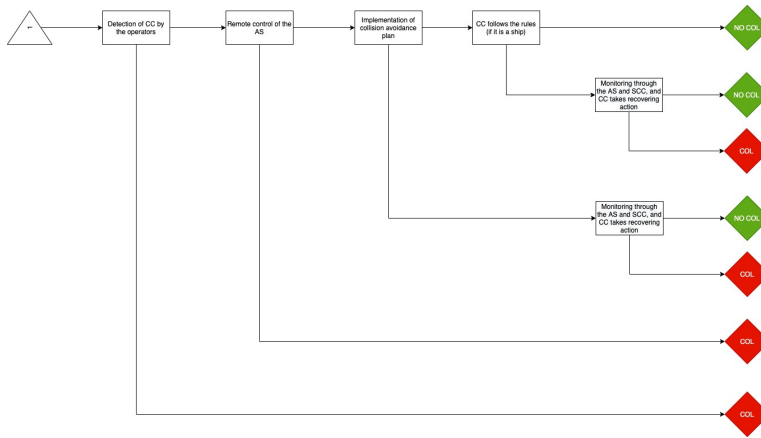 Detection of CC by
the operators
Remote control of the
AS
Implementation of
collision avoidance
plan
CC follows the rules
(if it is a ship)
NO COL
Monitoring through
the AS and SCC, and
CC takes recovering
action
NO COL
COL
Monitoring through
the AS and SCC, and
CC takes recovering
action
NO COL
COL
COL
COL